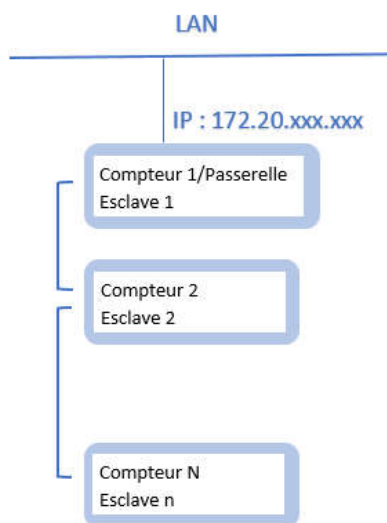 LAN
IP : 172.20.xxx.xxx
Compteur 1/Passerelle
Esclave 1
Compteur 2
Esclave 2
Compteur N
Esclave n